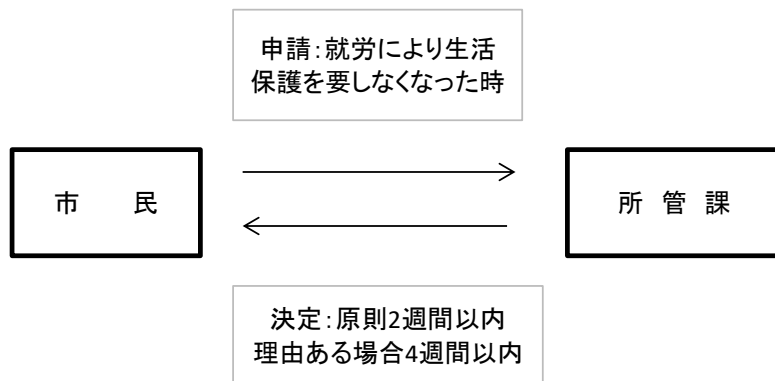 申請：就労により生活
保護を要しなくなった時
市　　民
所　管　課
決定：原則2週間以内
理由ある場合4週間以内